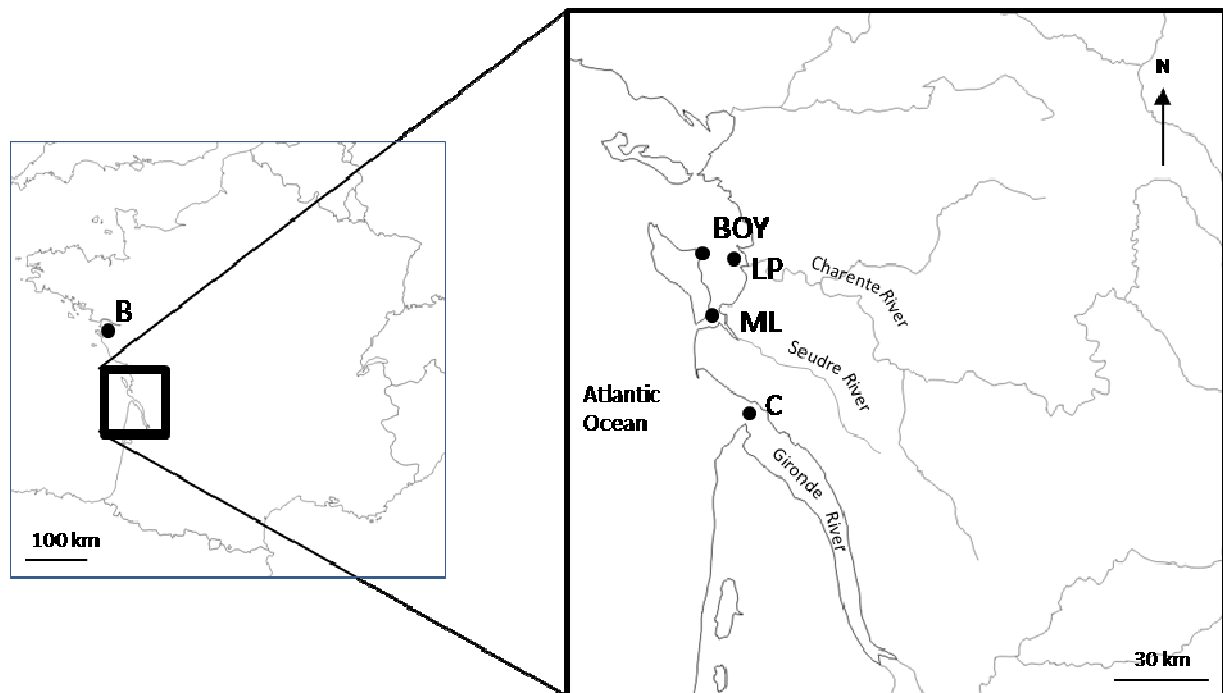 B
100 km
N
BOY
LP
Charente River
ML
Seudre River
Atlantic
Ocean
C
Gironde
River
30 km